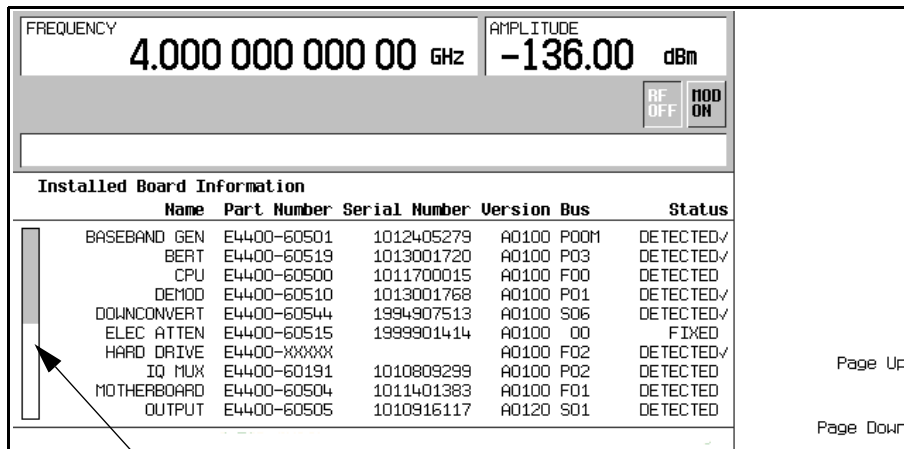 FREQUENCY
4.000 000 000 00 GHz
AMPLITUDE
-136.00 dBm
RF OFF
MOD ON
Installed Board Information
Name Part Number Serial Number Version Bus Status
BASEBAND GEN E4400-60501 1012405279 A0100 P00M DETECTED✓
BERT E4400-60519 1013001720 A0100 P03 DETECTED✓
CPU E4400-60500 1011700015 A0100 F00 DETECTED
DEMOD E4400-60510 1013001768 A0100 P01 DETECTED✓
DOWNCONVERT E4400-60544 1994907513 A0100 S06 DETECTED✓
ELEC ATTEN E4400-60515 1999901414 A0100 00 FIXED
HARD DRIVE E4400-XXXXX A0100 F02 DETECTED✓
IQ MUX E4400-60191 1010809299 A0100 P02 DETECTED
MOTHERBOARD E4400-60504 1011401383 A0100 F01 DETECTED
OUTPUT E4400-60505 1010916117 A0120 S01 DETECTED
Page Up
Page Down